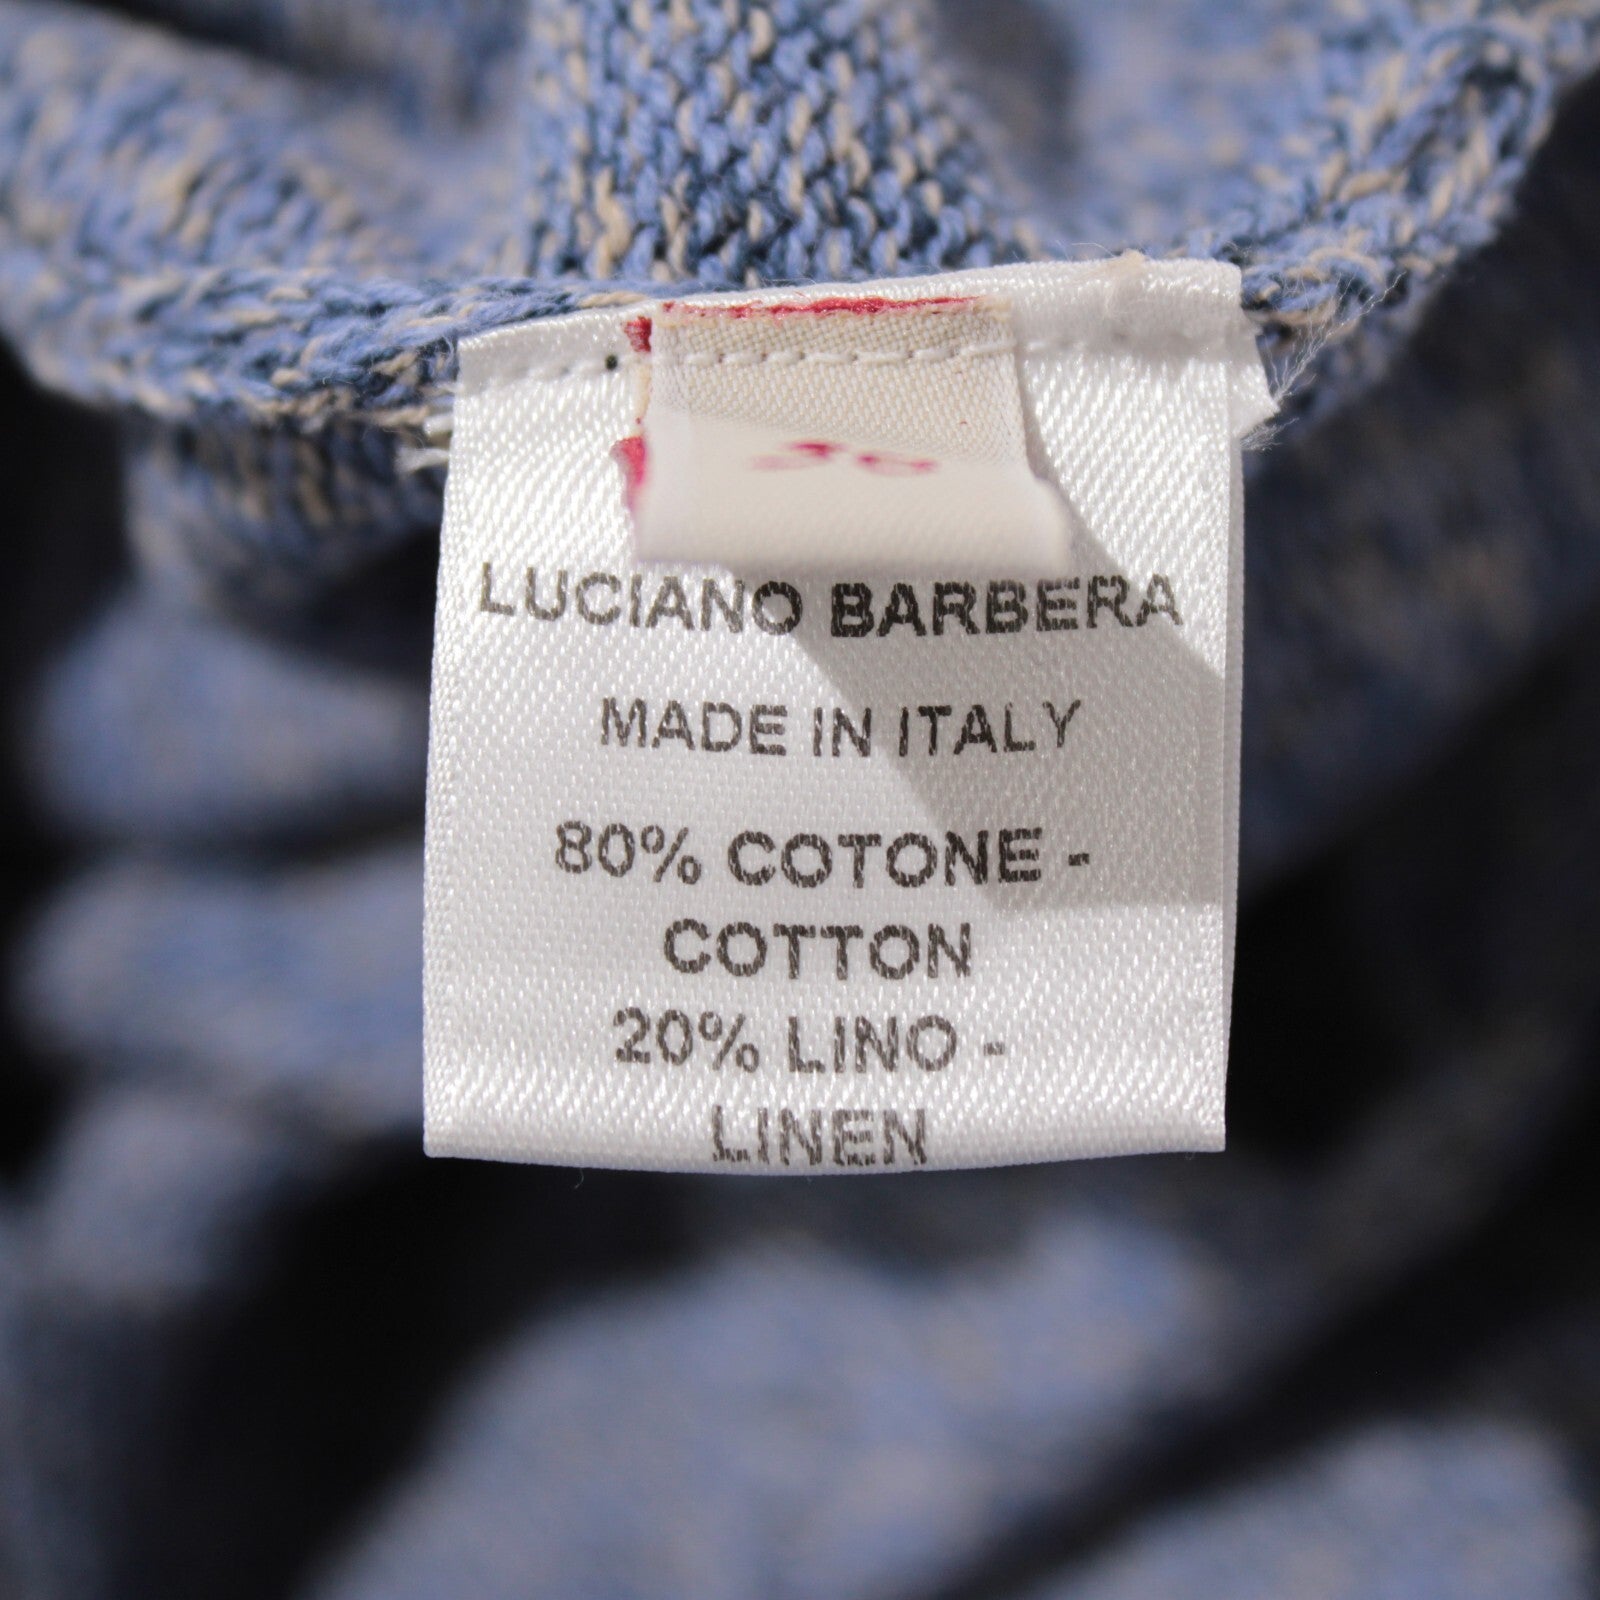 LUCIANO BARBERA
MADE IN ITALY
80% COTONE -
COTTON
20% LINO -
LINEN